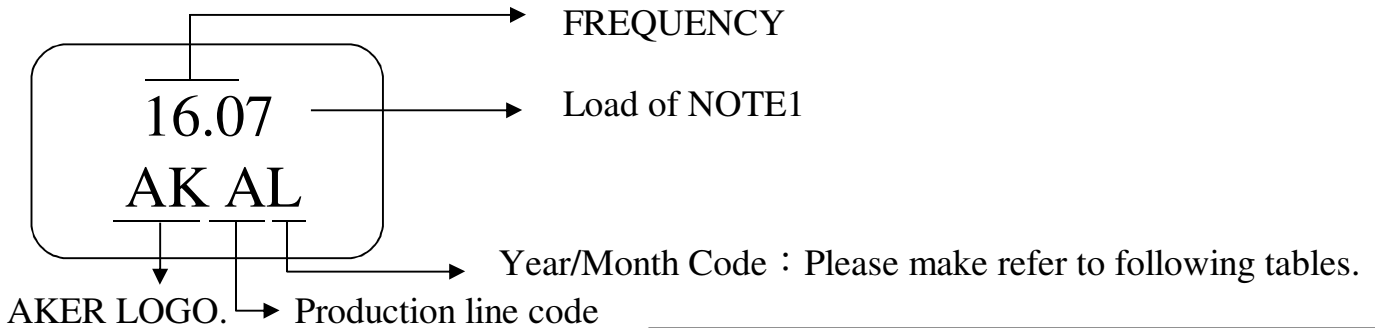 FREQUENCY
16.07
Load of NOTE1
AK AL
Year/Month Code：Please make refer to following tables.
AKER LOGO.
Production line code